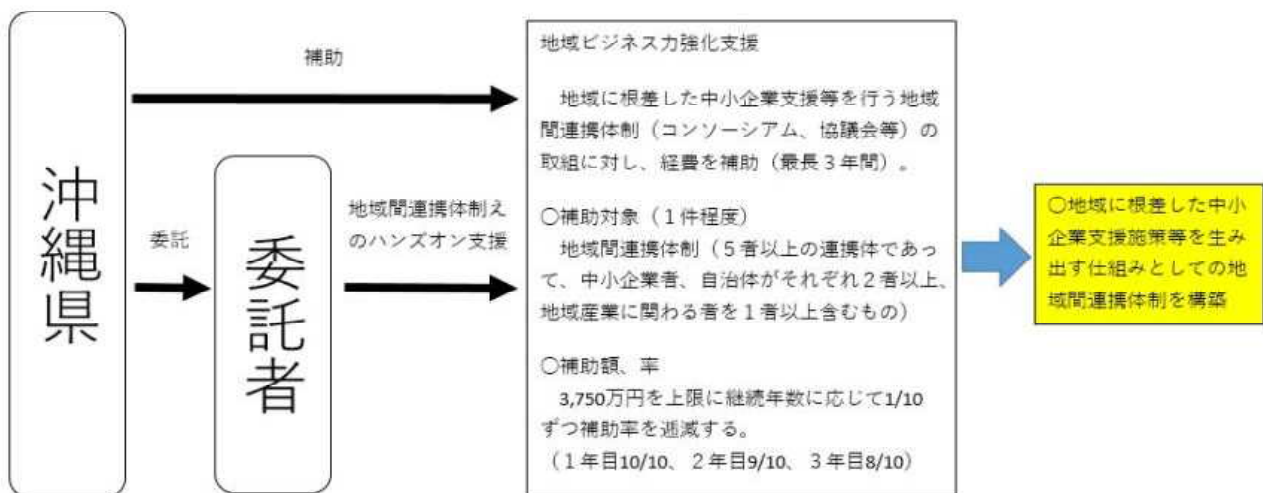 沖縄県
補助
委託
委託者
地域間連携体制え
のハンズオン支援
地域ビジネス力強化支援
地域に根差した中小企業支援等を行う地域
間連携体制（コンソーシアム、協議会等）の
取組に対し、経費を補助（最長３年間）。
○補助対象（１件程度）
地域間連携体制（５者以上の連携体であっ
て、中小企業者、自治体がそれぞれ２者以上、
地域産業に関わる者を１者以上含むもの）
○補助額、率
3,750万円を上限に継続年数に応じて1/10
ずつ補助率を逓減する。
（１年目10/10、２年目9/10、３年目8/10）
○地域に根差した中小
企業支援施策等を生み
出す仕組みとしての地
域間連携体制を構築